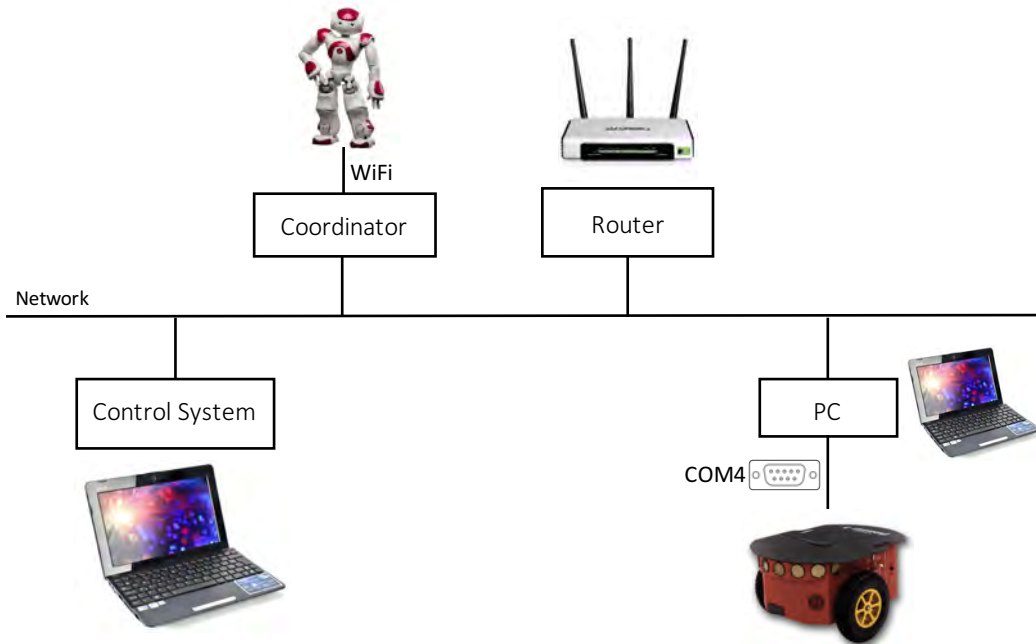 WiFi
Coordinator
Router
Network
Control System
PC
COM4